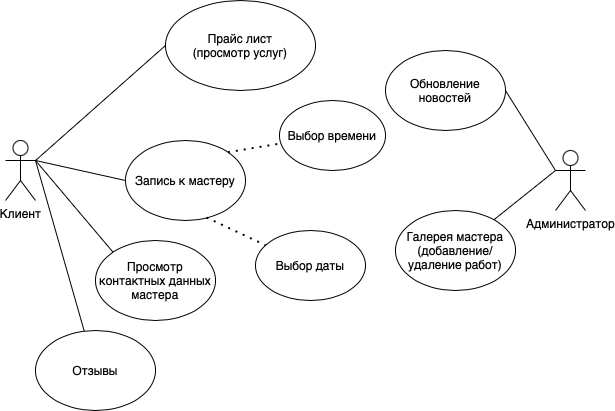 Прайс лист
(просмотр услуг)
Обновление
новостей
Выбор времени
Запись к мастеру
Клиент
Администратор
Галерея мастера
(добавление/
удаление работ)
Выбор даты
Просмотр
контактных данных
мастера
Отзывы